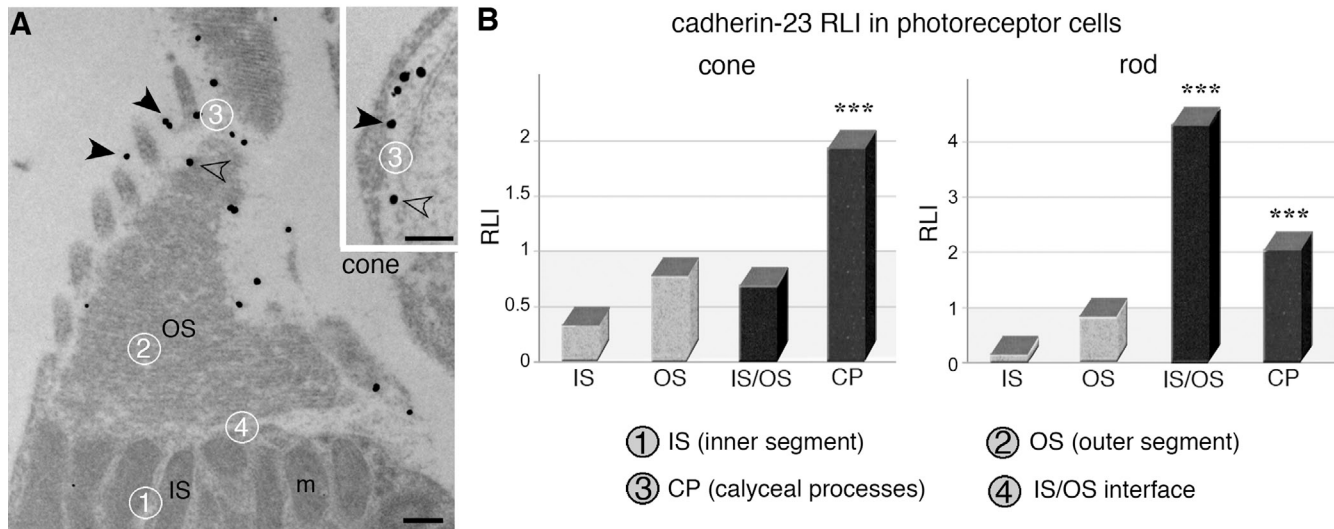 A
3
3
cone
OS
2
4
IS
m
1
B
cadherin-23 RLI in photoreceptor cells
cone
RLI
2
1.5
1
0.5
0
***
IS OS IS/OS CP
rod
RLI
4
3
2
1
0
***
***
IS OS IS/OS CP
1 IS (inner segment)
2 OS (outer segment)
3 CP (calyceal processes)
4 IS/OS interface